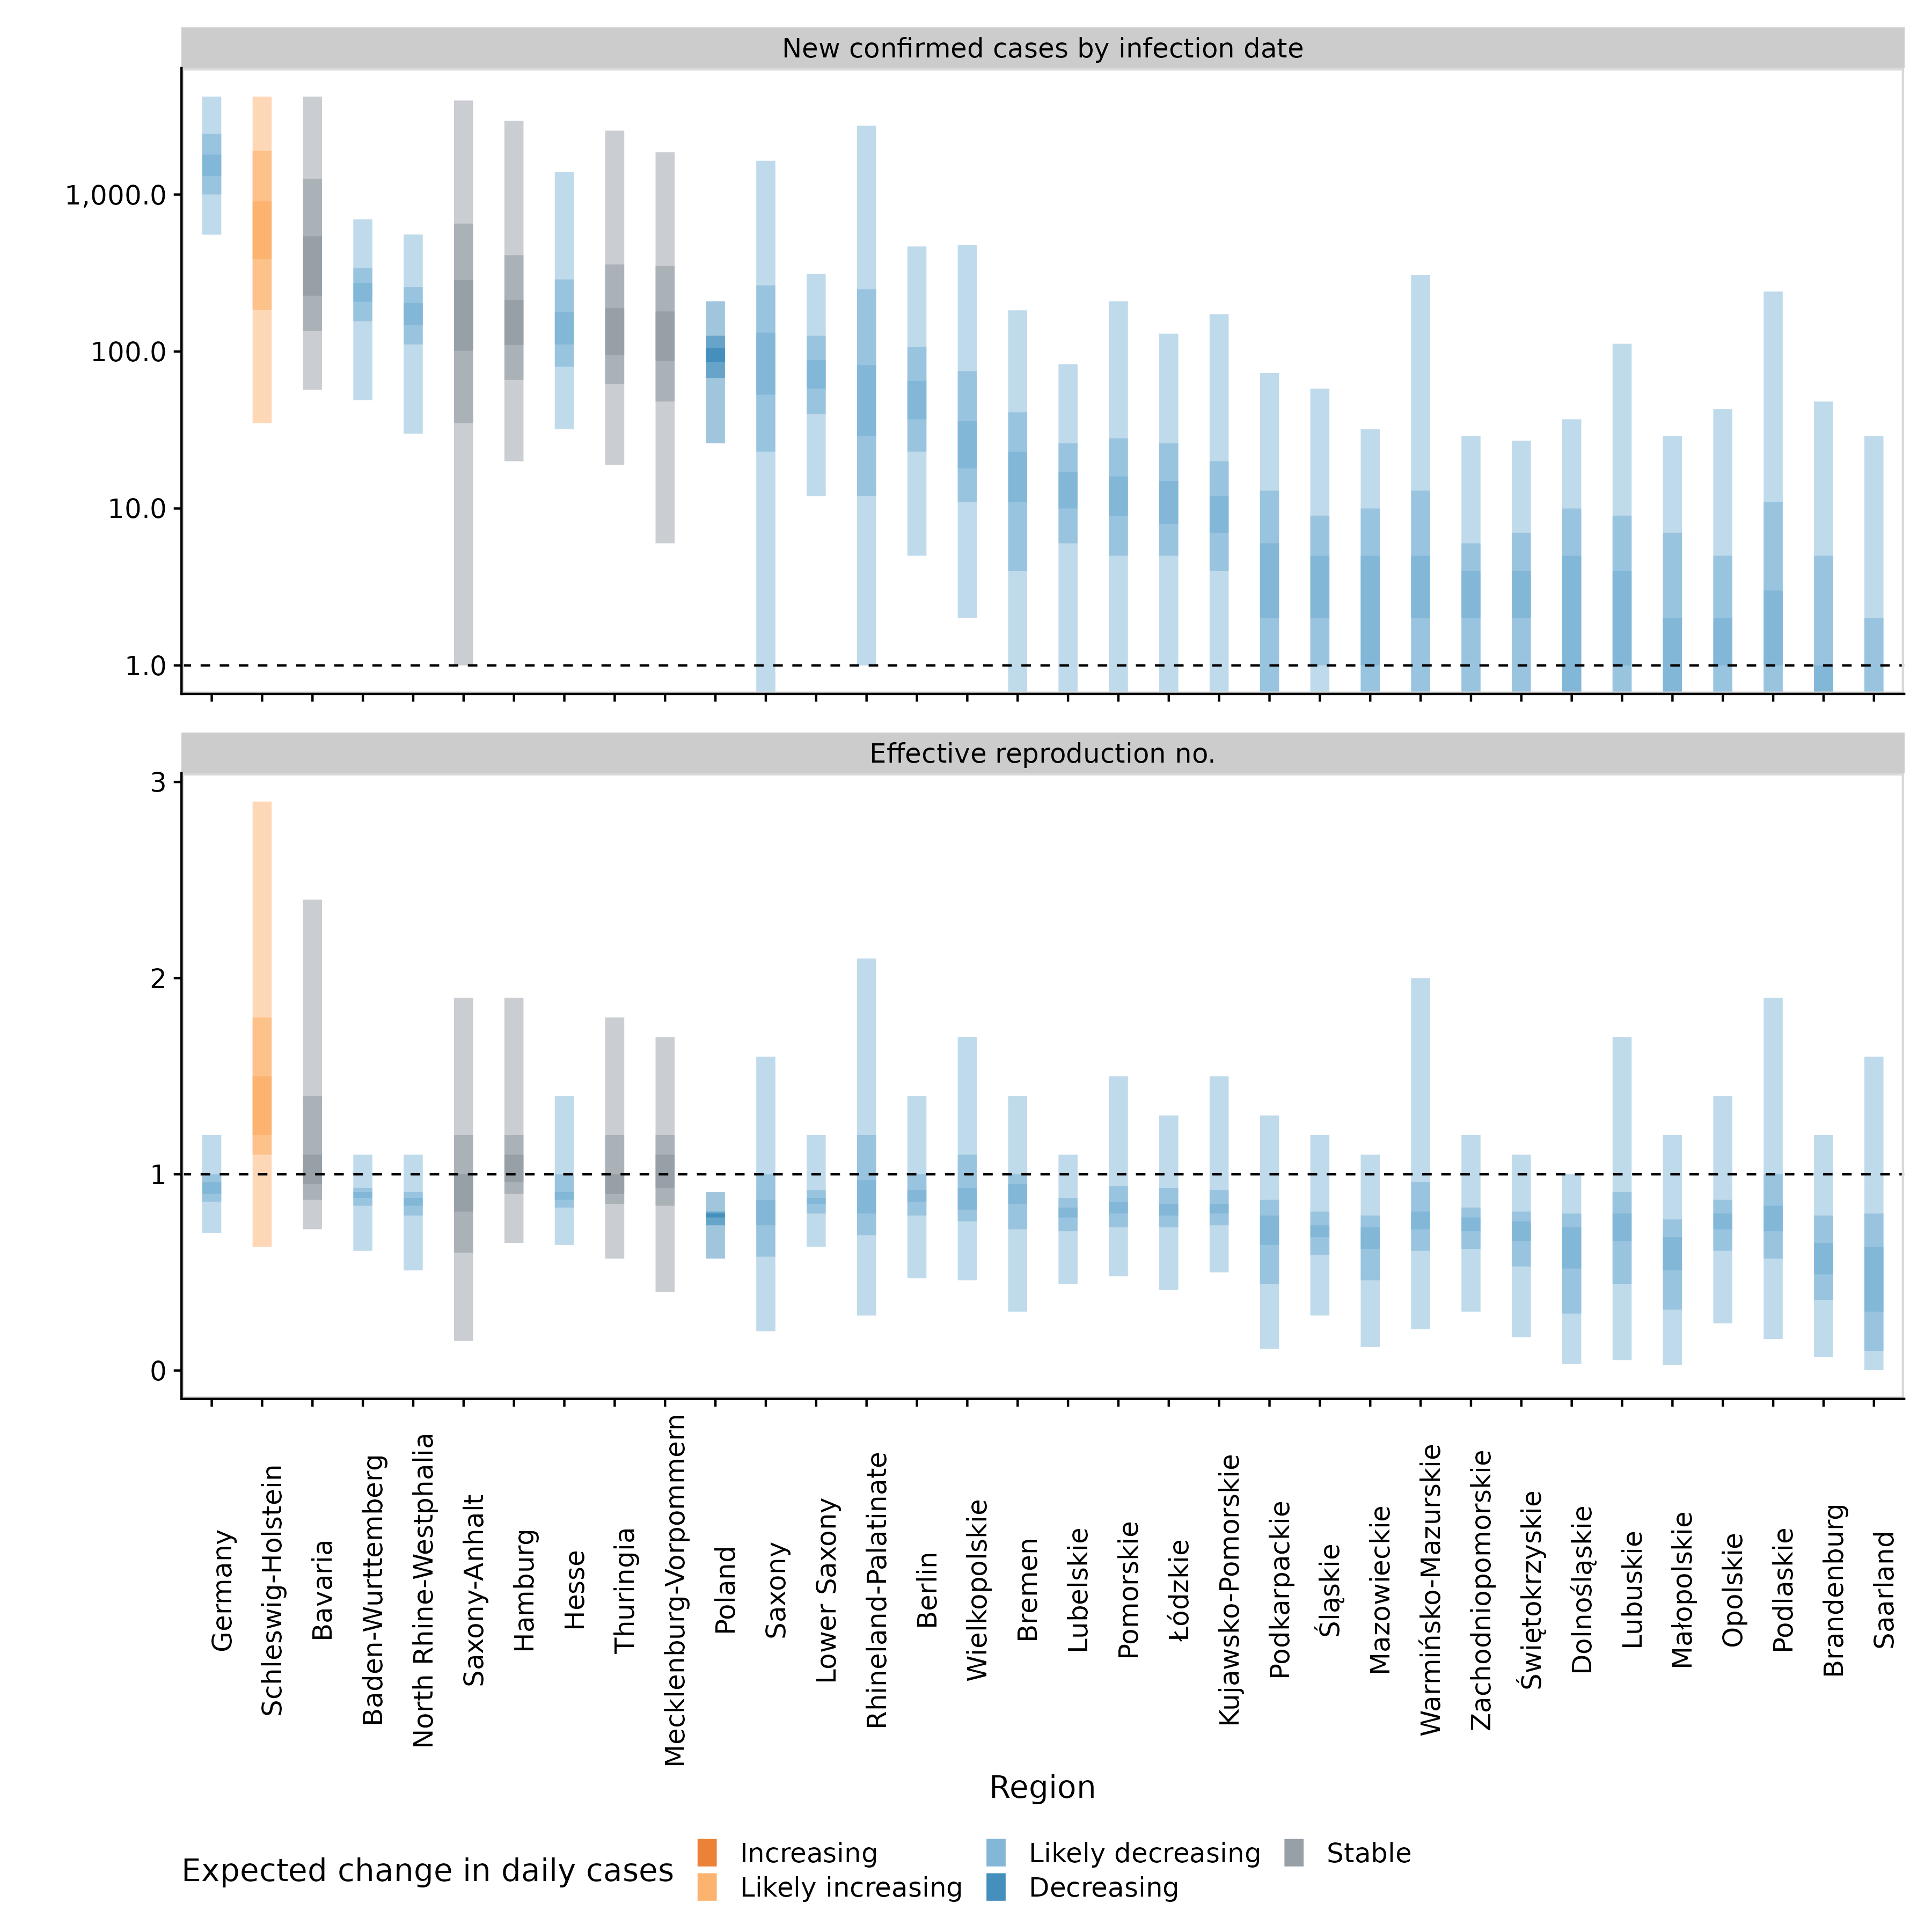 New confirmed cases by infection date
1,000.0
100.0
10.0
1.0
Effective reproduction no.
3
2
1
0
Germany
Schleswig-Holstein
Bavaria
Baden-Wurttemberg
North Rhine-Westphalia
Saxony-Anhalt
Hamburg
Hesse
Thuringia
Mecklenburg-Vorpommern
Poland
Saxony
Lower Saxony
Rhineland-Palatinate
Berlin
Wielkopolskie
Bremen
Lubelskie
Pomorskie
Łódzkie
Kujawsko-Pomorskie
Podkarpackie
Śląskie
Mazowieckie
Warmińsko-Mazurskie
Zachodniopomorskie
Świętokrzyskie
Dolnośląskie
Lubuskie
Małopolskie
Opolskie
Podlaskie
Brandenburg
Saarland
Region
Expected change in daily cases
Increasing
Likely increasing
Likely decreasing
Decreasing
Stable